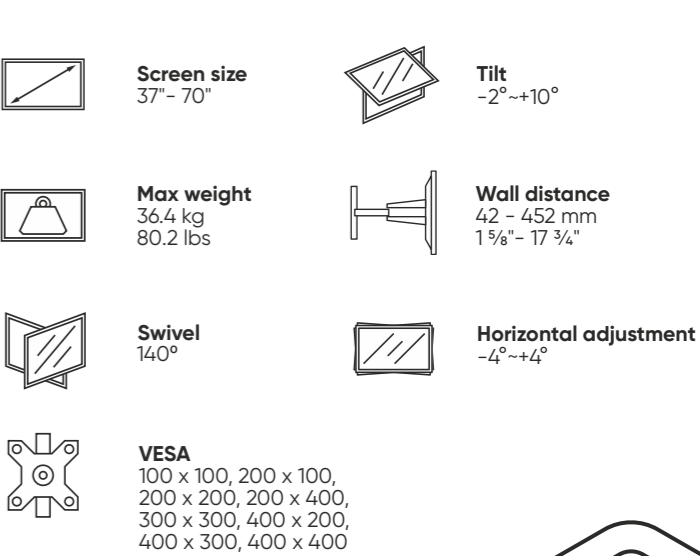 Screen size
37"- 70"
Tilt
-2°~+10°
Max weight
36.4 kg
80.2 lbs
Wall distance
42 - 452 mm
1 ⅝"- 17 ¾"
Swivel
140º
Horizontal adjustment
-4°~+4°
VESA
100 x 100, 200 x 100,
200 x 200, 200 x 400,
300 x 300, 400 x 200,
400 x 300, 400 x 400